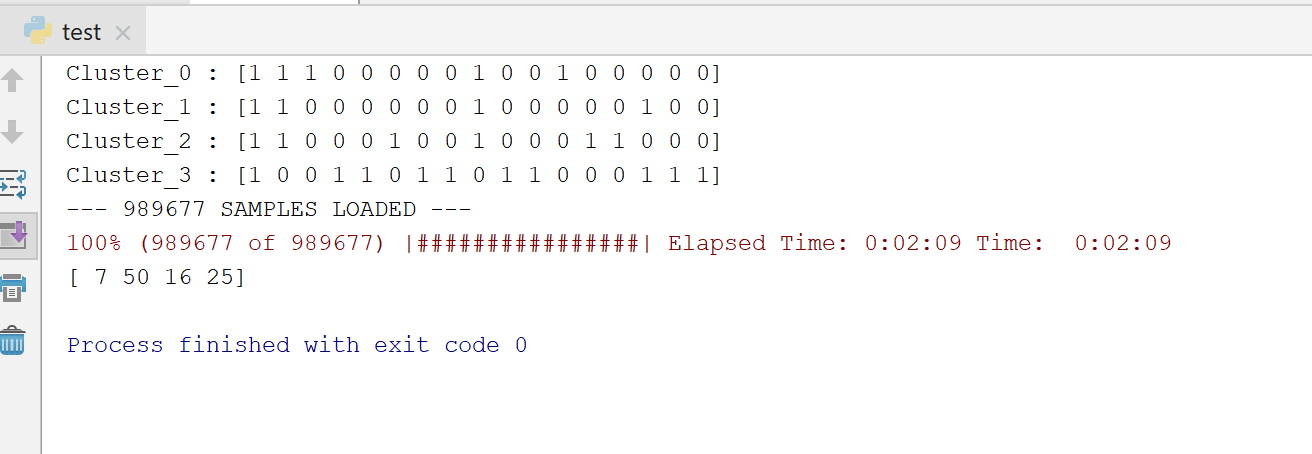 test
Cluster_0 : [1 1 1 0 0 0 0 0 1 0 0 1 0 0 0 0 0]
Cluster_1 : [1 1 0 0 0 0 0 0 1 0 0 0 0 0 1 0 0]
Cluster_2 : [1 1 0 0 0 1 0 0 1 0 0 0 1 1 0 0 0]
Cluster_3 : [1 0 0 1 1 0 1 1 0 1 1 0 0 0 1 1 1]
--- 989677 SAMPLES LOADED ---
100% (989677 of 989677) |################| Elapsed Time: 0:02:09 Time:  0:02:09
[ 7 50 16 25]
Process finished with exit code 0